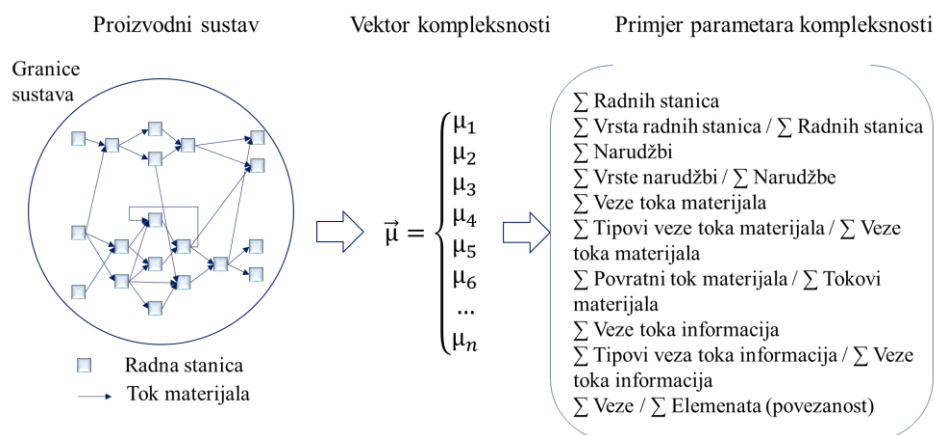 Proizvodni sustav
Vektor kompleksnosti
Primjer parametara kompleksnosti
Granice
sustava
Radna stanica
Tok materijala
μ⃗ =
μ1
μ2
μ3
μ4
μ5
μ6
...
μn
∑ Radnih stanica
∑ Vrsta radnih stanica / ∑ Radnih stanica
∑ Narudžbi
∑ Vrste narudžbi / ∑ Narudžbe
∑ Veze toka materijala
∑ Tipovi veze toka materijala / ∑ Veze
toka materijala
∑ Povratni tok materijala / ∑ Tokovi
materijala
∑ Veze toka informacija
∑ Tipovi veza toka informacija / ∑ Veze
toka informacija
∑ Veze / ∑ Elemenata (povezanost)